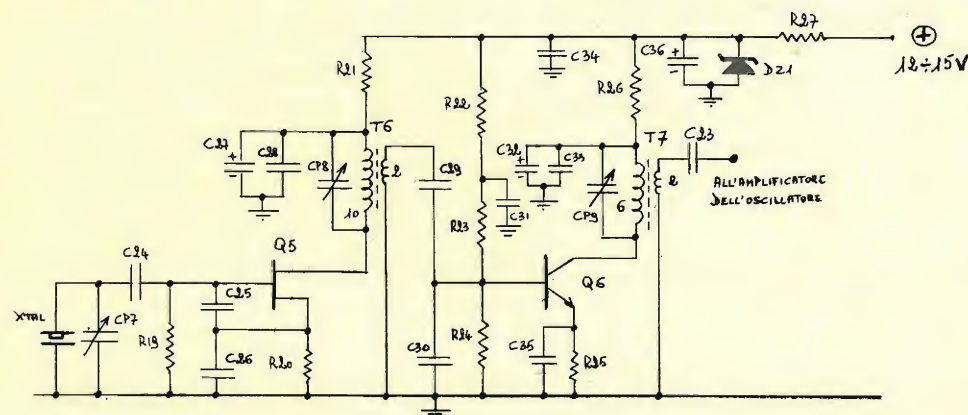 R27
+
12÷15V
R21
C34
C36
+
DZ1
R22
R26
C27
+
C28
CP8
T6
2
10
C29
C32
+
C33
CP9
T7
6
2
C23
ALL'AMPLIFICATORE
DELL'OSCILLATORE
C31
R23
Q5
Q6
C24
XTAL
CP7
R19
C25
C26
R20
C30
R24
C35
R25